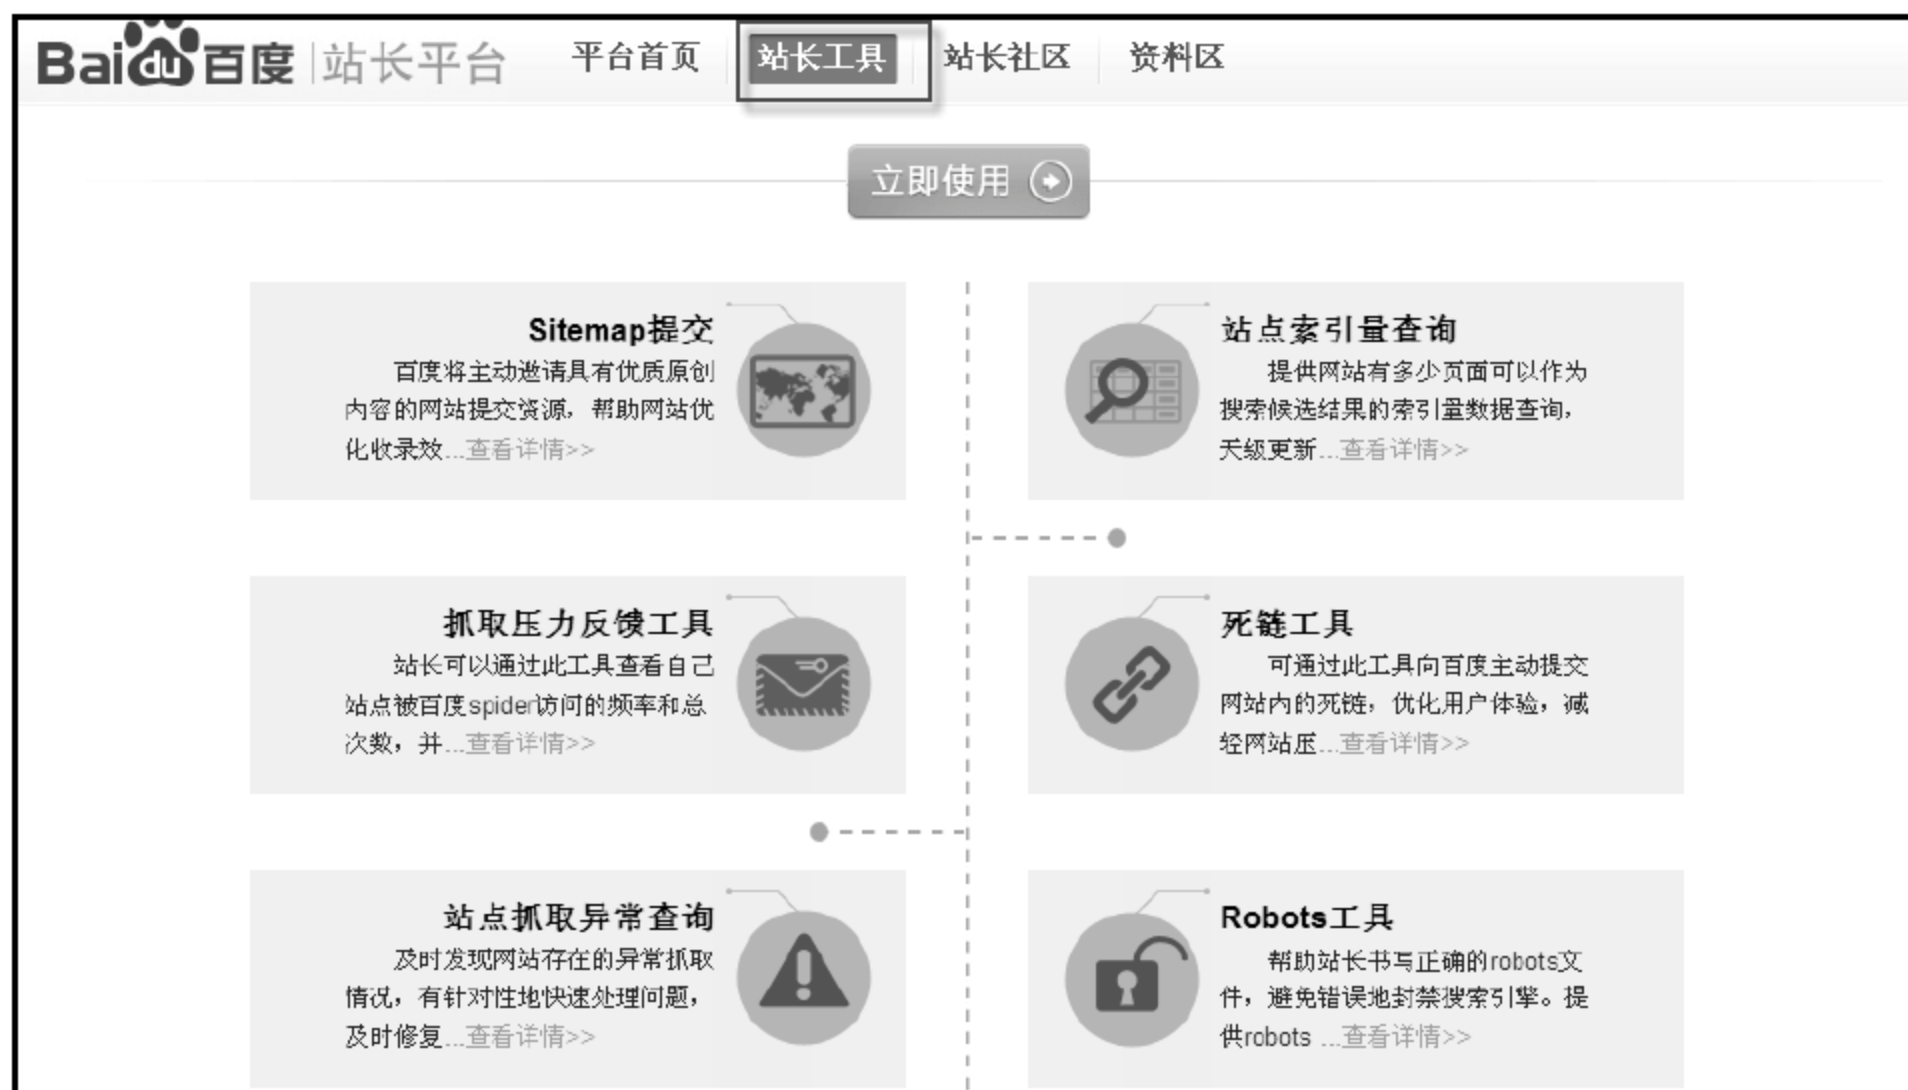 Bai du 百度 站长平台
平台首页 站长工具 站长社区 资料区
立即使用
Sitemap提交
百度将主动邀请具有优质原创
内容的网站提交资源，帮助网站优
化收录效...查看详情>>
站点索引量查询
提供网站有多少页面可以作为
搜索候选结果的索引量数据查询，
天级更新...查看详情>>
抓取压力反馈工具
站长可以通过此工具查看自己
站点被百度spider访问的频率和总
次数，并...查看详情>>
死链工具
可通过此工具向百度主动提交
网站内的死链，优化用户体验，减
轻网站压...查看详情>>
站点抓取异常查询
及时发现网站存在的异常抓取
情况，有针对性地快速处理问题，
及时修复...查看详情>>
Robots工具
帮助站长书写正确的robots文
件，避免错误地封禁搜索引擎。提
供robots ...查看详情>>